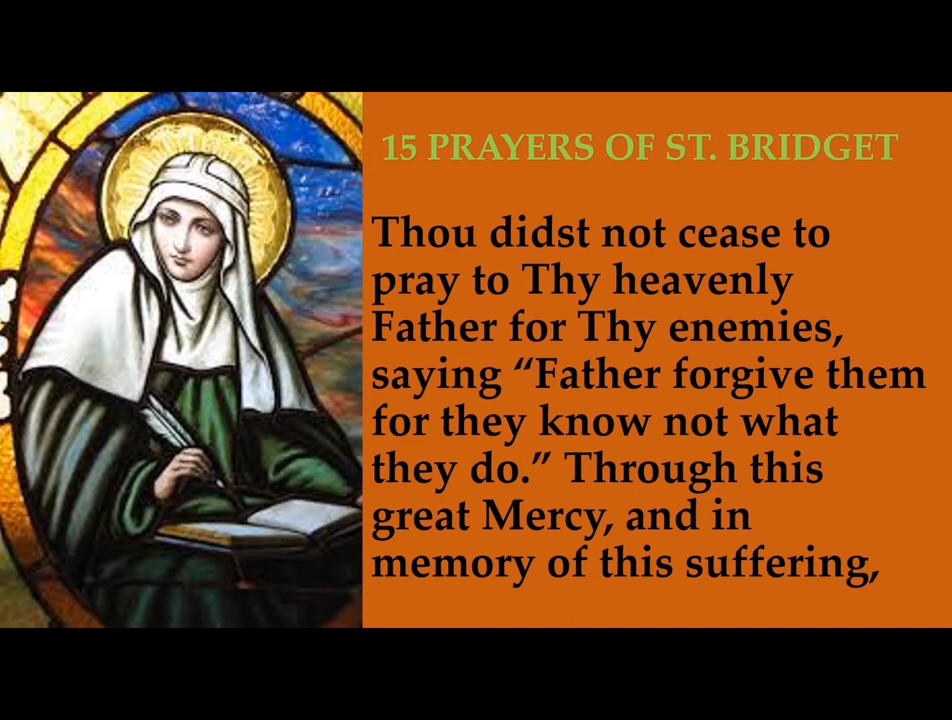 15 PRAYERS OF ST. BRIDGET
Thou didst not cease to
pray to Thy heavenly
Father for Thy enemies,
saying “Father forgive them
for they know not what
they do.” Through this
great Mercy, and in
memory of this suffering,